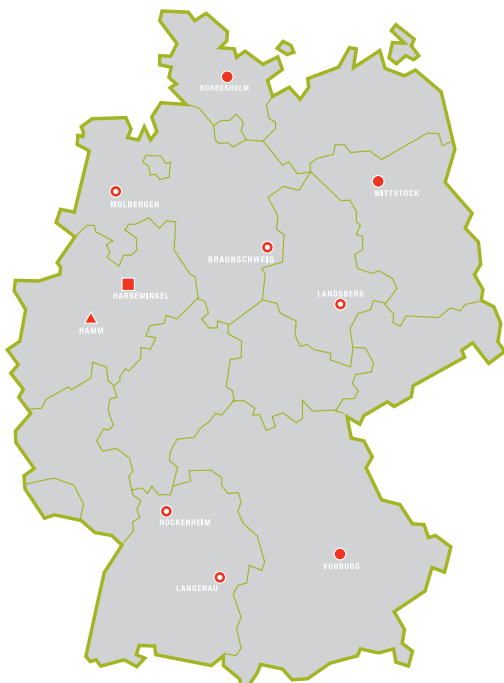 BORDESHOLM
WITTSTOCK
MOLBERGEN
BRAUNSCHWEIG
HARSEWINKEL
LANDSBERG
HAMM
HOCKENHEIM
VOHBURG
LANGENAU